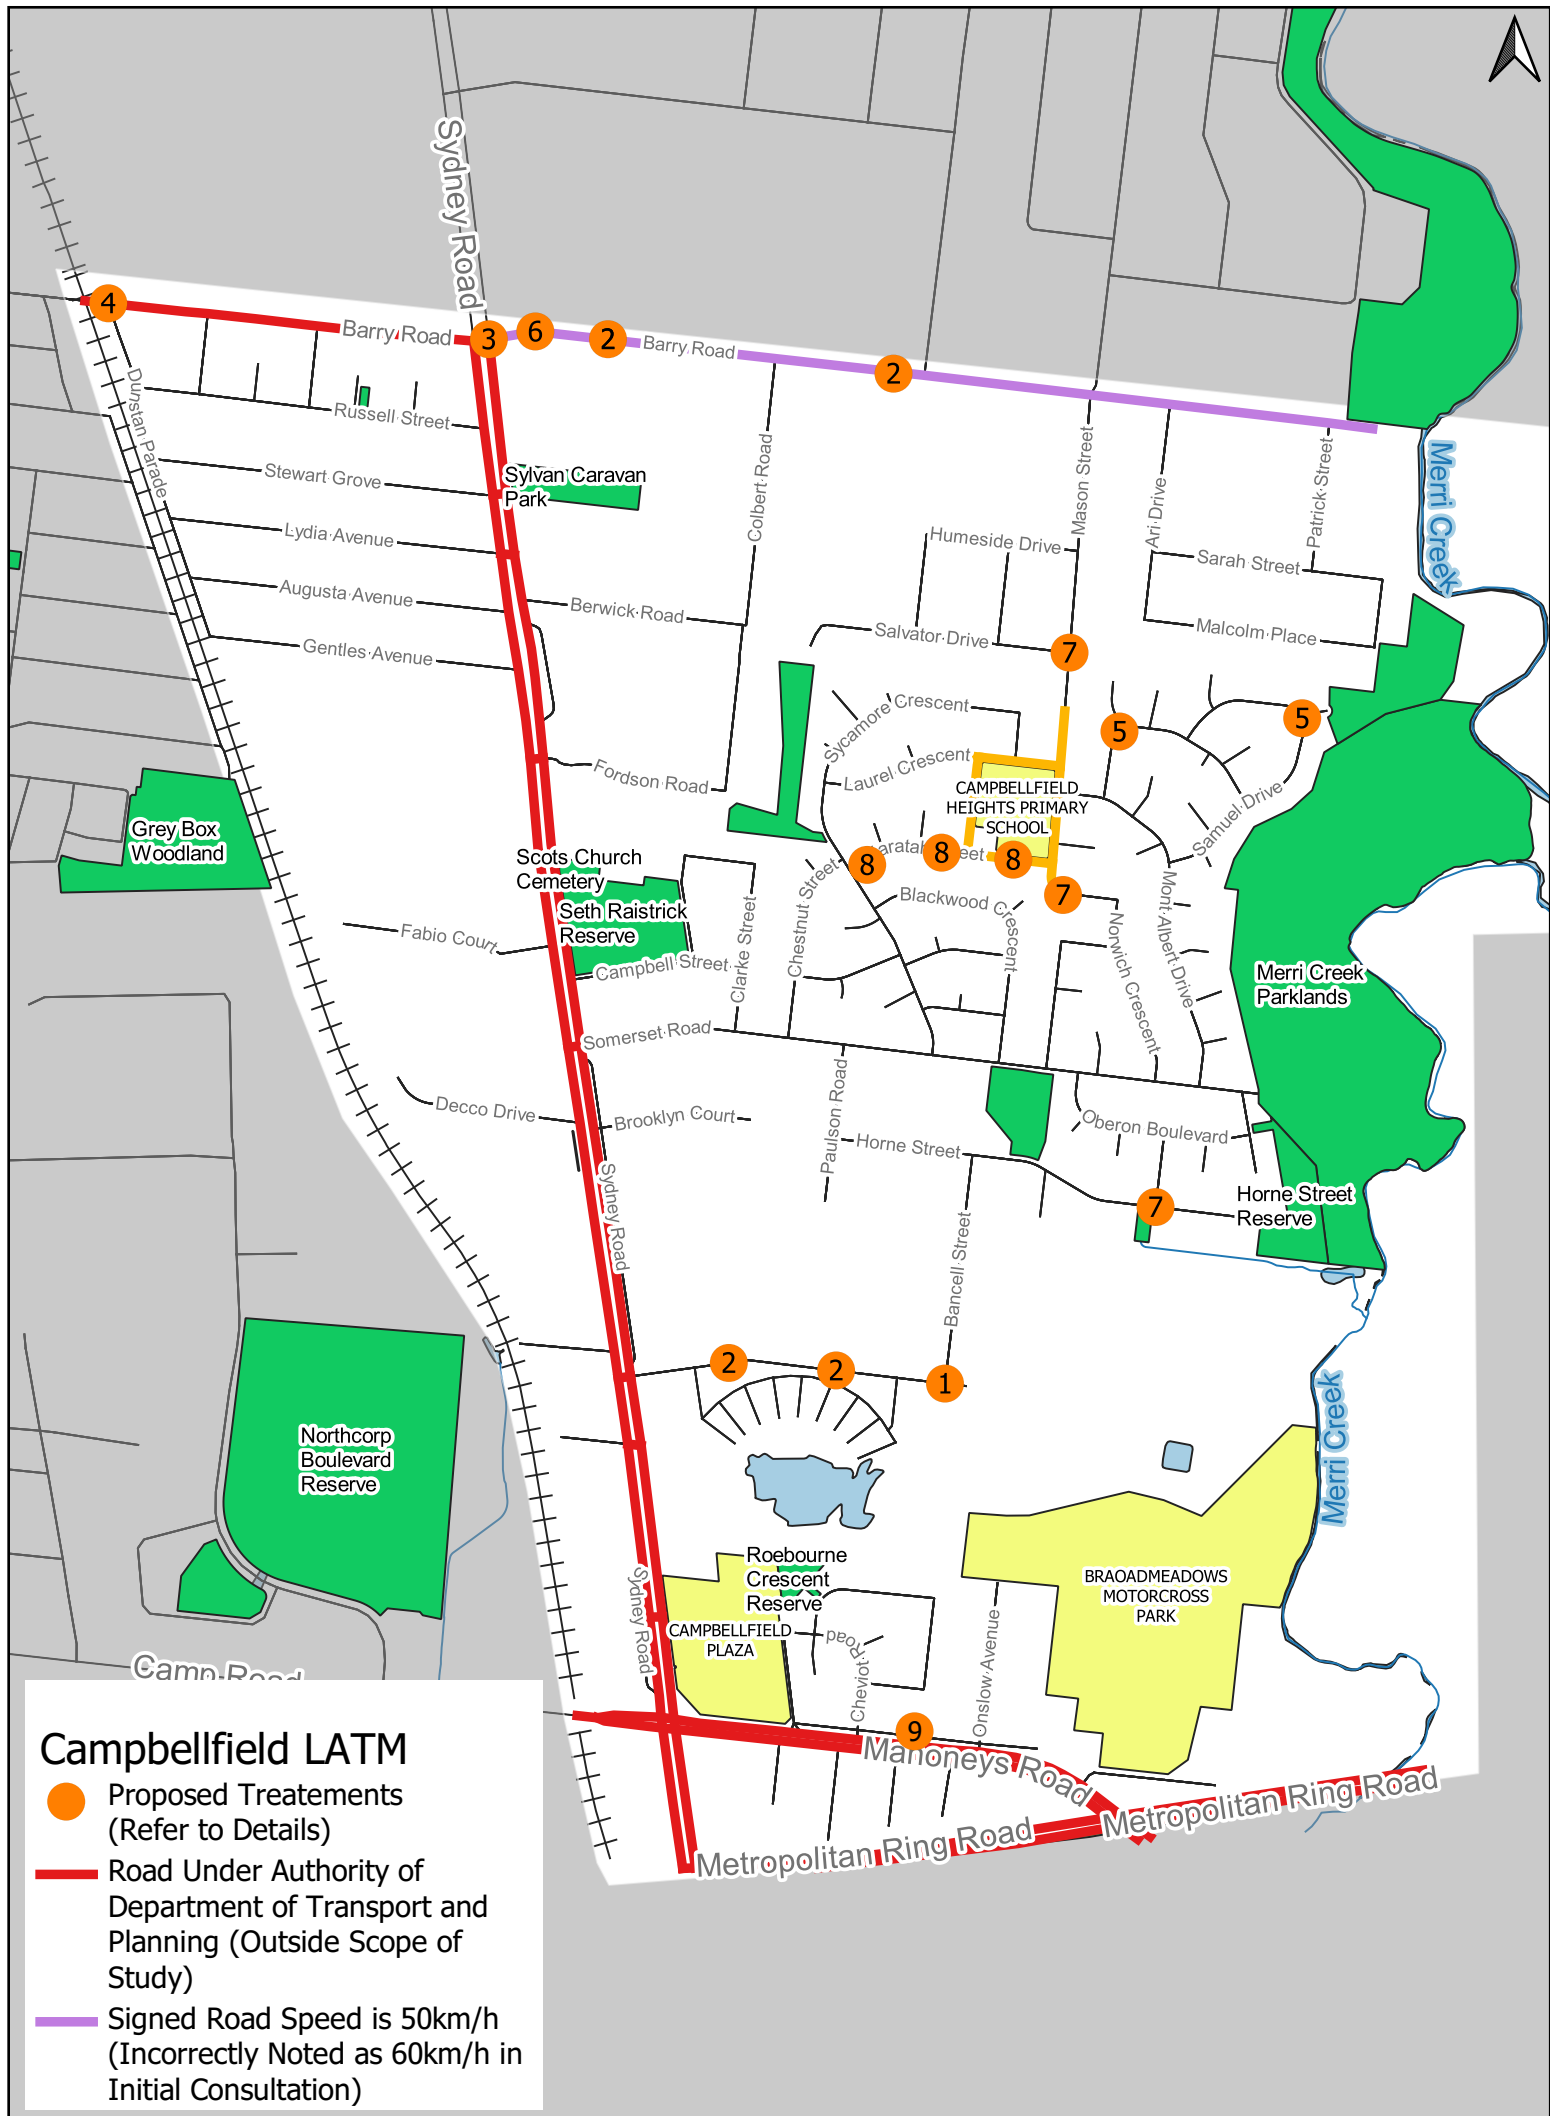 Sydney Road
4
Barry Road
3
6
2
Barry Road
2
Dunstan Parade
Russell Street
Stewart Grove
Sylvan Caravan
Park
Colbert Road
Mason Street
Ari Drive
Patrick Street
Merri Creek
Lydia Avenue
Humeside Drive
Sarah Street
Augusta Avenue
Berwick Road
Gentles Avenue
Salvator Drive
7
Malcolm Place
Sycamore Crescent
5
5
Fordson Road
Laurel Crescent
CAMPBELLFIELD
HEIGHTS PRIMARY
SCHOOL
Samuel Drive
Grey Box
Woodland
Scots Church
Cemetery
8
8
8
7
Seth Raistrick
Reserve
Chestnut Street
Blackwood Crescent
Mont Albert Drive
Norwich Crescent
Fabio Court
Campbell Street
Clarke Street
Merri Creek
Parklands
Somerset Road
Paulson Road
Decco Drive
Brooklyn Court
Horne Street
Oberon Boulevard
Sydney Road
7
Horne Street
Reserve
Bancell Street
2
2
1
Merri Creek
Northcorp
Boulevard
Reserve
Roebourne
Crescent
Reserve
BRAOADMEADOWS
MOTORCROSS
PARK
Sydney Road
CAMPBELLFIELD
PLAZA
Cheviot Road
Onslow Avenue
Camp Road
9
Mahoneys Road
Metropolitan Ring Road
Metropolitan Ring Road
Campbellfield LATM
Proposed Treatements
(Refer to Details)
Road Under Authority of
Department of Transport and
Planning (Outside Scope of
Study)
Signed Road Speed is 50km/h
(Incorrectly Noted as 60km/h in
Initial Consultation)